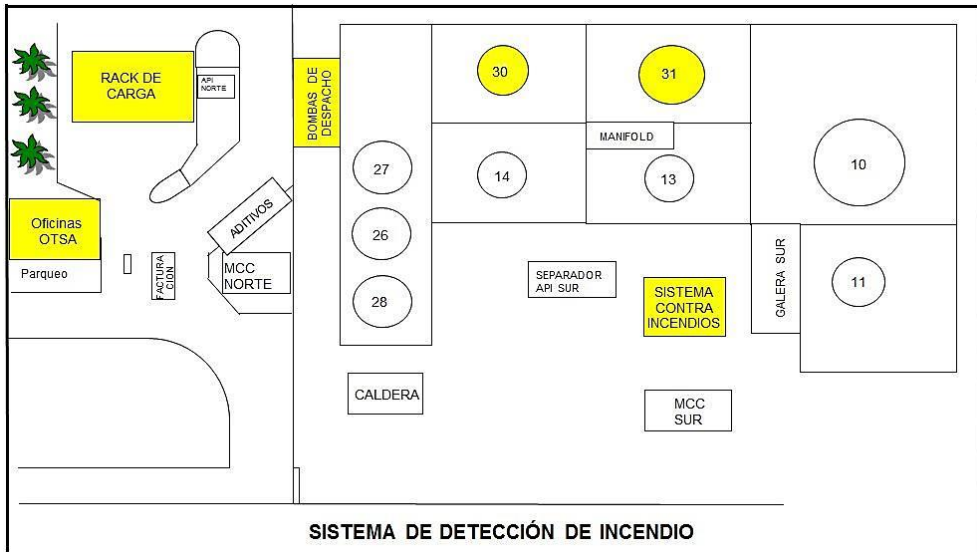 RACK DE
CARGA
API
NORTE
BOMBAS DE
DESPACHO
30
31
MANIFOLD
27
14
13
10
Oficinas
OTSA
ADITIVOS
26
Parqueo
FACTURA
CION
MCC
NORTE
SEPARADOR
API SUR
SISTEMA
CONTRA
INCENDIOS
GALERA SUR
11
28
CALDERA
MCC
SUR
SISTEMA DE DETECCIÓN DE INCENDIO